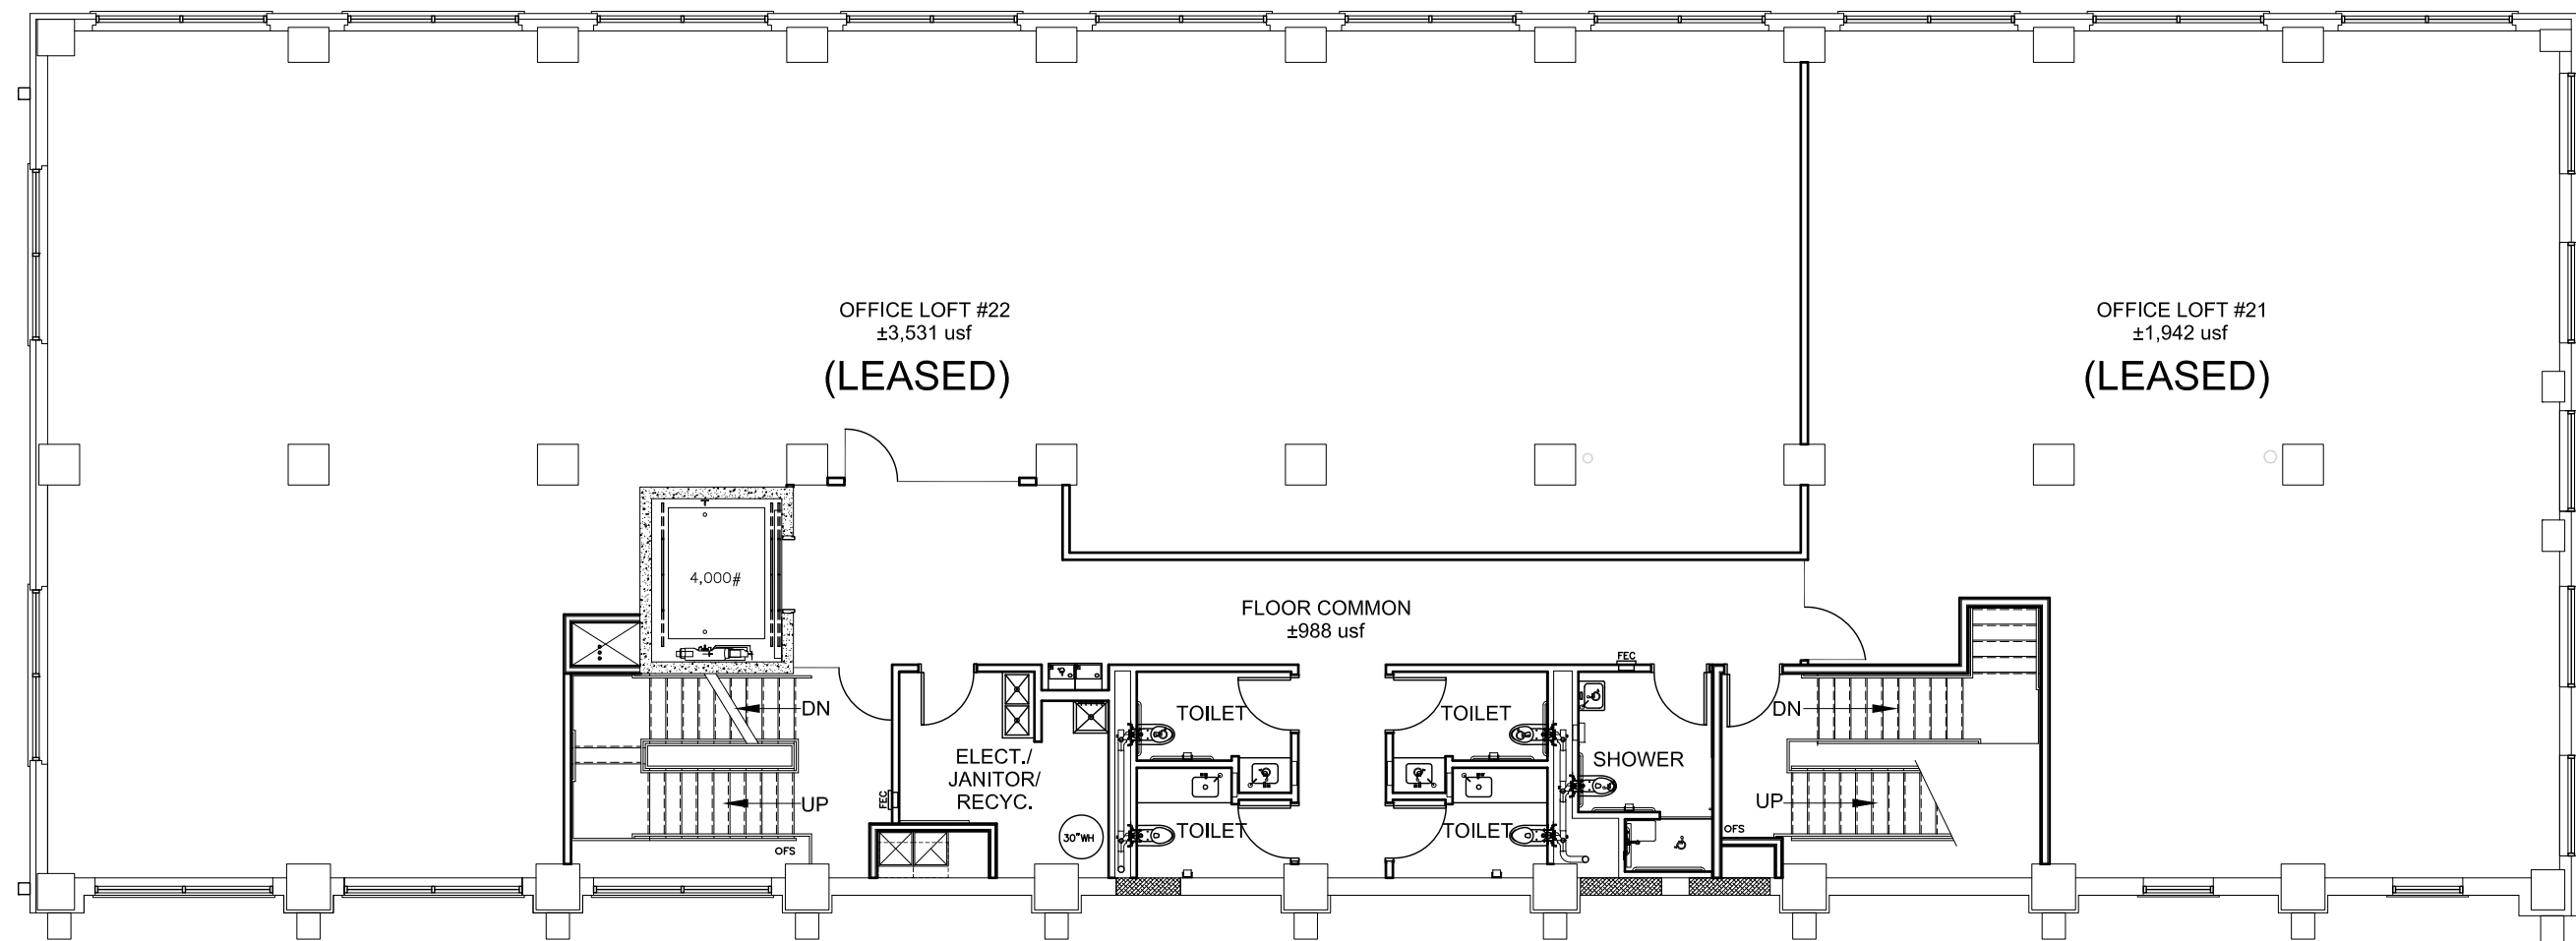 OFFICE LOFT #22
±3,531 usf
(LEASED)
OFFICE LOFT #21
±1,942 usf
(LEASED)
4,000#
FLOOR COMMON
±988 usf
FEC
DN
UP
OFS
FEC
ELECT./
JANITOR/
RECYC.
30"WH
TOILET
TOILET
TOILET
TOILET
SHOWER
DN
UP
OFS